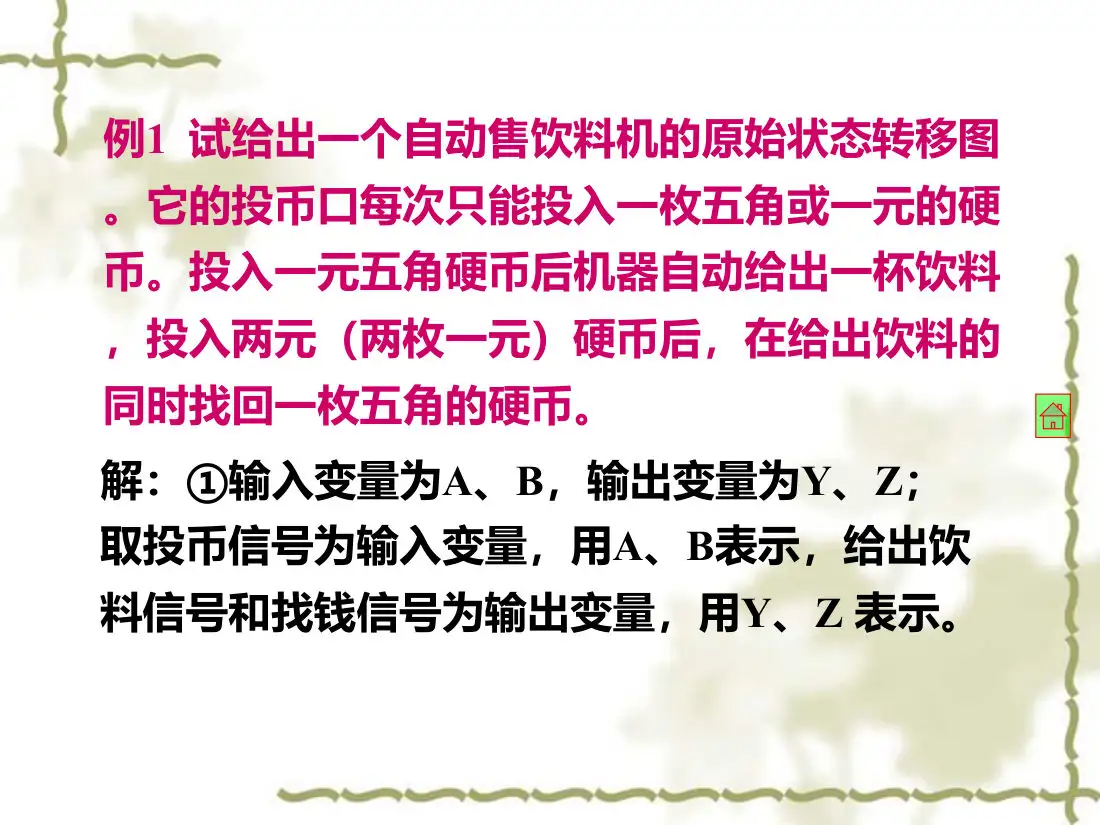 例1 试给出一个自动售饮料机的原始状态转移图
。它的投币口每次只能投入一枚五角或一元的硬
币。投入一元五角硬币后机器自动给出一杯饮料
，投入两元（两枚一元）硬币后，在给出饮料的
同时找回一枚五角的硬币。
解：①输入变量为A、B，输出变量为Y、Z；
取投币信号为输入变量，用A、B表示，给出饮
料信号和找钱信号为输出变量，用Y、Z 表示。